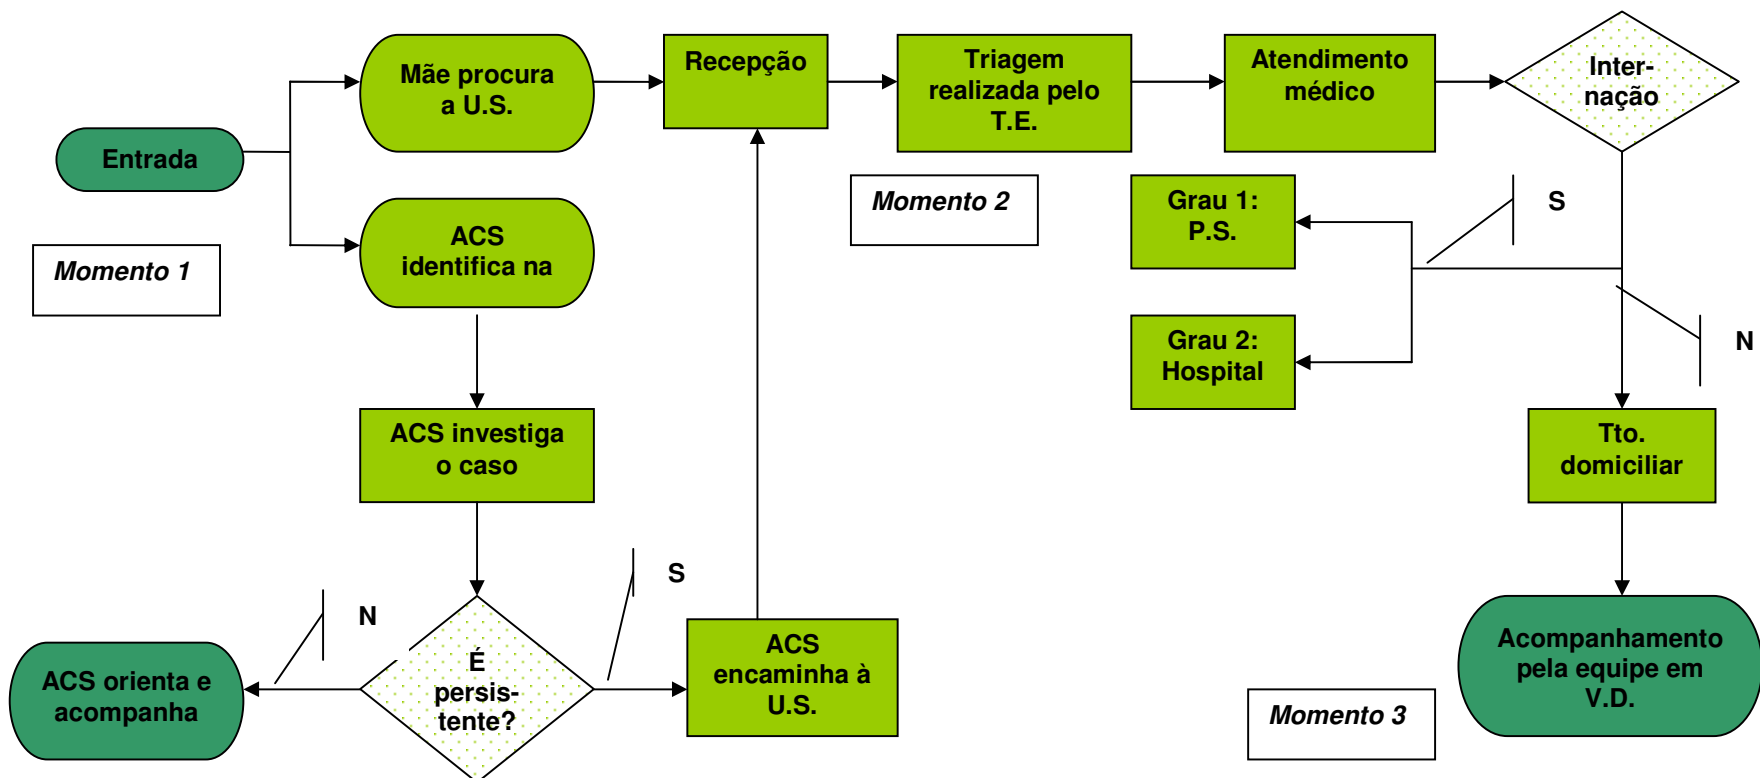 Entrada
Momento 1
Mãe procura
a U.S.
ACS
identifica na
ACS investiga
o caso
É
persis-
tente?
N
ACS orienta e
acompanha
S
ACS
encaminha à
U.S.
Recepção
Triagem
realizada pelo
T.E.
Momento 2
Atendimento
médico
Inter-
nação
S
Grau 1:
P.S.
Grau 2:
Hospital
N
Tto.
domiciliar
Acompanhamento
pela equipe em
V.D.
Momento 3